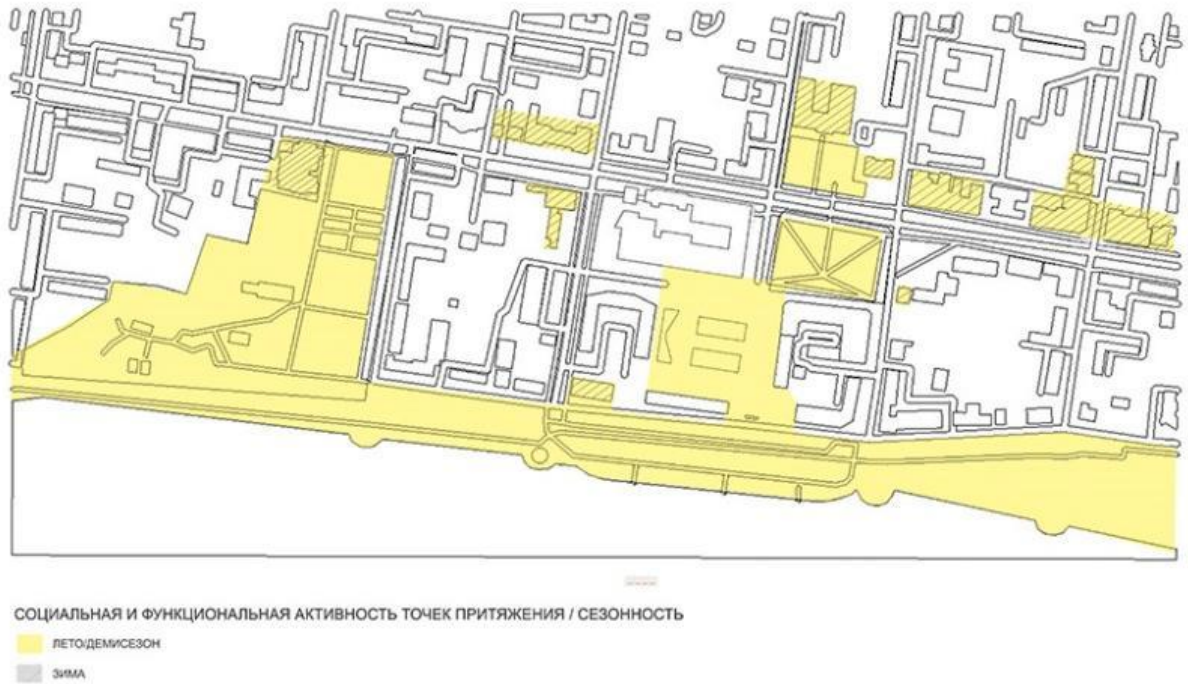 СОЦИАЛЬНАЯ И ФУНКЦИОНАЛЬНАЯ АКТИВНОСТЬ ТОЧЕК ПРИТЯЖЕНИЯ / СЕЗОННОСТЬ
ЛЕТО/ДЕМИСЕЗОН
ЗИМА